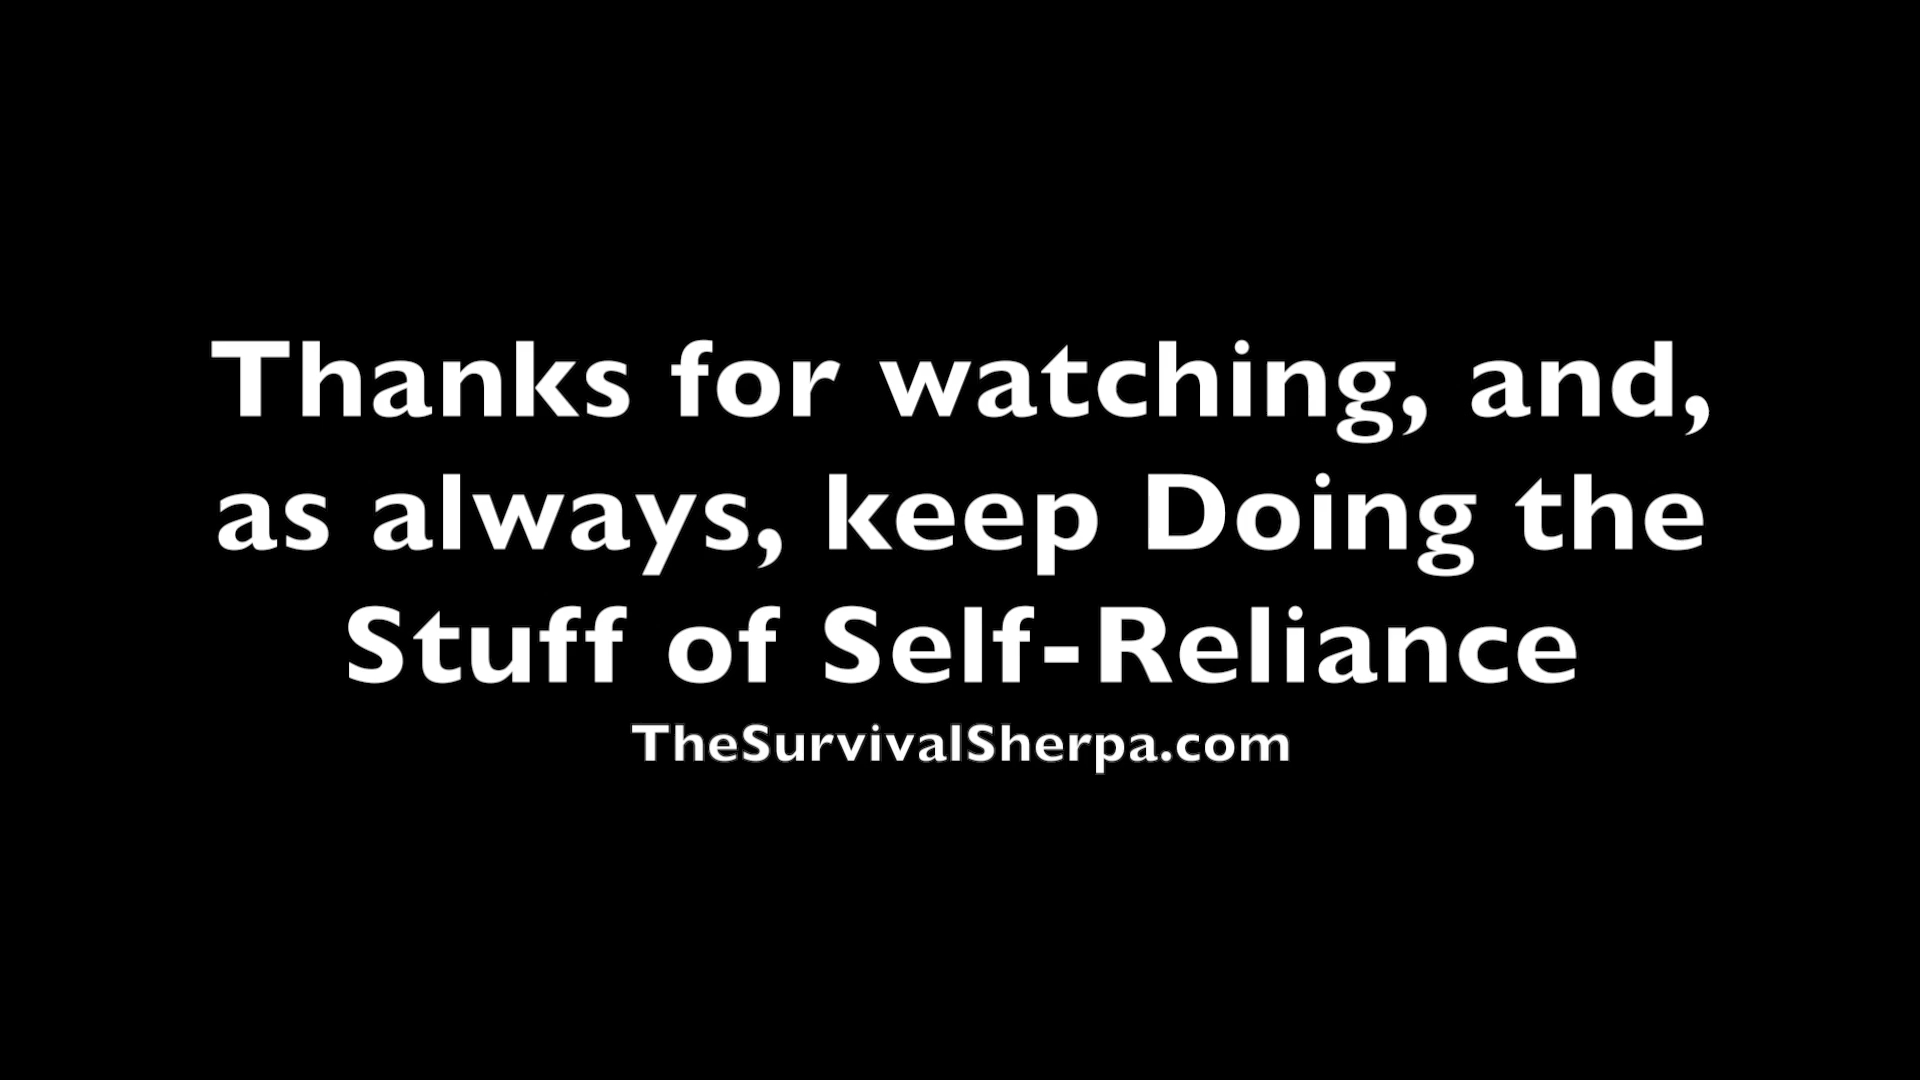 Thanks for watching, and,
as always, keep Doing the
Stuff of Self-Reliance
TheSurvivalSherpa.com